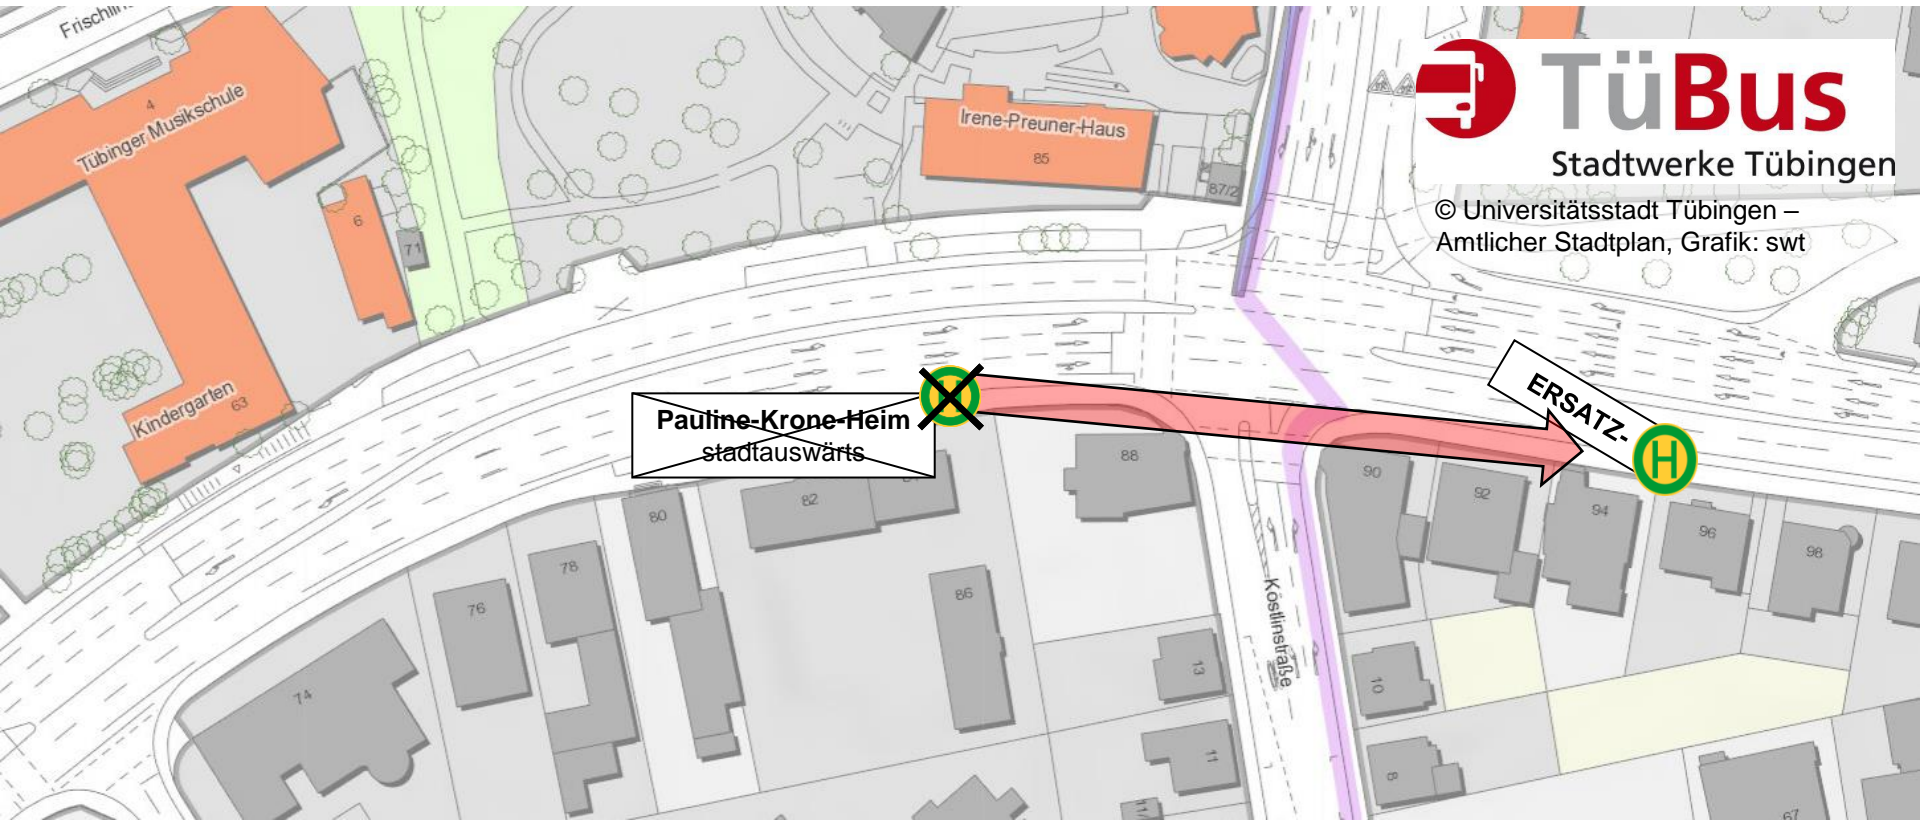 Frischlin
4
Tübinger Musikschule
6
71
Kindergarten
63
Irene-Preuner-Haus
85
87/2
TüBus
Stadtwerke Tübingen
© Universitätsstadt Tübingen –
Amtlicher Stadtplan, Grafik: swt
Pauline-Krone-Heim
stadtauswärts
H
ERSATZ-
H
74
76
78
80
82
86
88
90
92
94
96
98
Köstlinstraße
13
11
10
8
67